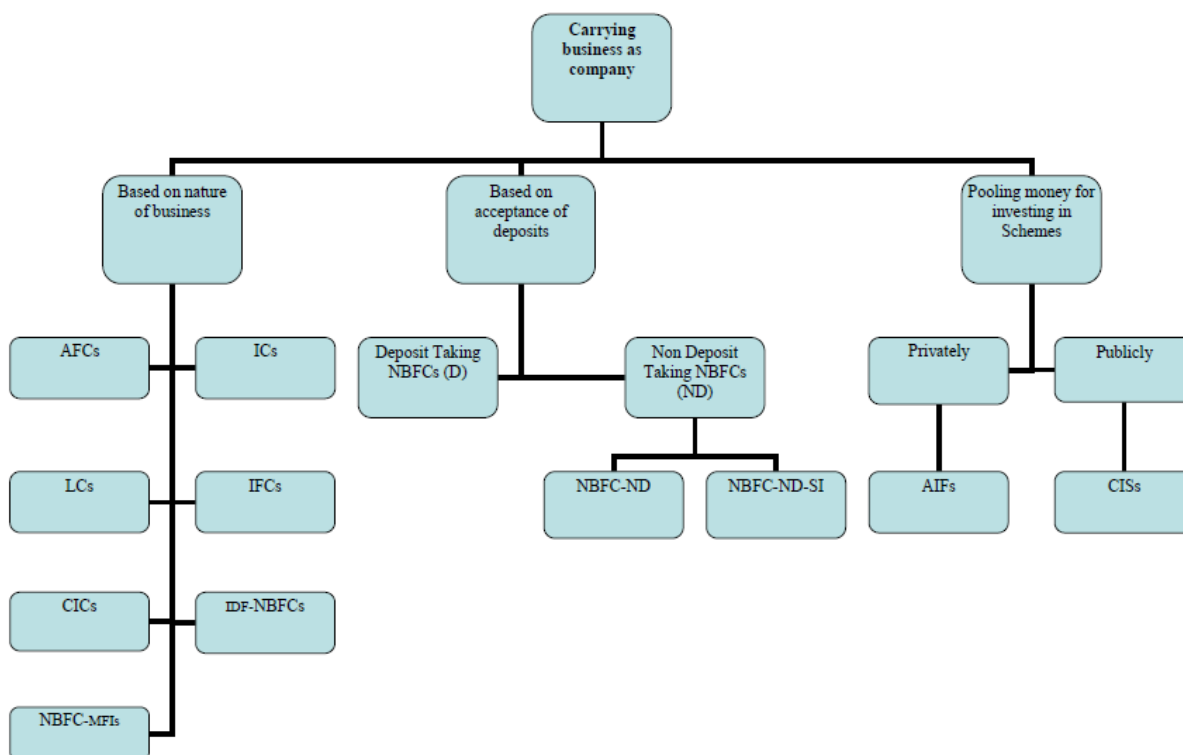 Carrying
business as
company
Based on nature
of business
Based on
acceptance of
deposits
Pooling money for
investing in
Schemes
AFCs
ICs
Deposit Taking
NBFCs (D)
Non Deposit
Taking NBFCs
(ND)
Privately
Publicly
LCs
IFCs
NBFC-ND
NBFC-ND-SI
AIFs
CISs
CICs
IDF-NBFCs
NBFC-MFIs